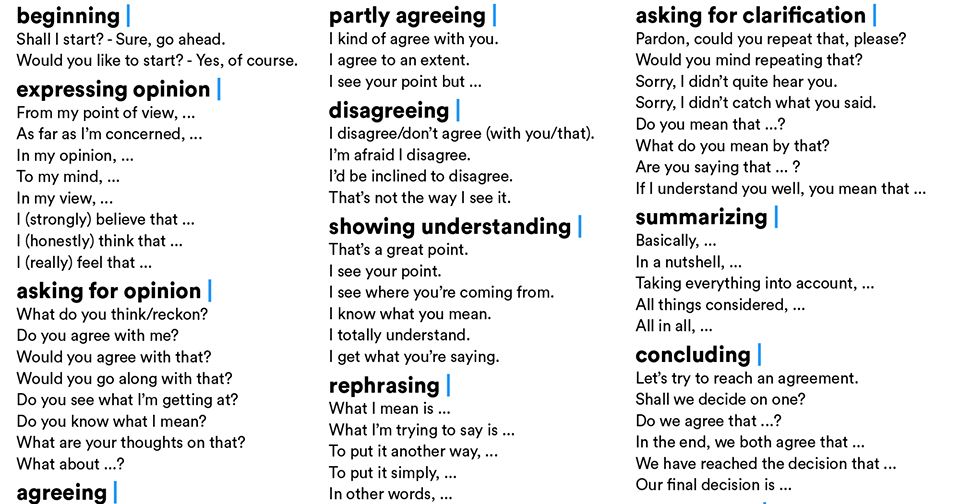 beginning |
Shall I start? - Sure, go ahead.
Would you like to start? - Yes, of course.
expressing opinion |
From my point of view, ...
As far as I'm concerned, ...
In my opinion, ...
To my mind, ...
In my view, ...
I (strongly) believe that ...
I (honestly) think that ...
I (really) feel that ...
asking for opinion |
What do you think/reckon?
Do you agree with me?
Would you agree with that?
Would you go along with that?
Do you see what I'm getting at?
Do you know what I mean?
What are your thoughts on that?
What about ...?
agreeing |
partly agreeing |
I kind of agree with you.
I agree to an extent.
I see your point but ...
disagreeing |
I disagree/don't agree (with you/that).
I'm afraid I disagree.
I'd be inclined to disagree.
That's not the way I see it.
showing understanding |
That's a great point.
I see your point.
I see where you're coming from.
I know what you mean.
I totally understand.
I get what you're saying.
rephrasing |
What I mean is ...
What I'm trying to say is ...
To put it another way, ...
To put it simply, ...
In other words, ...
asking for clarification |
Pardon, could you repeat that, please?
Would you mind repeating that?
Sorry, I didn't quite hear you.
Sorry, I didn't catch what you said.
Do you mean that ...?
What do you mean by that?
Are you saying that ... ?
If I understand you well, you mean that ...
summarizing |
Basically, ...
In a nutshell, ...
Taking everything into account, ...
All things considered, ...
All in all, ...
concluding |
Let's try to reach an agreement.
Shall we decide on one?
Do we agree that ...?
In the end, we both agree that ...
We have reached the decision that ...
Our final decision is ...